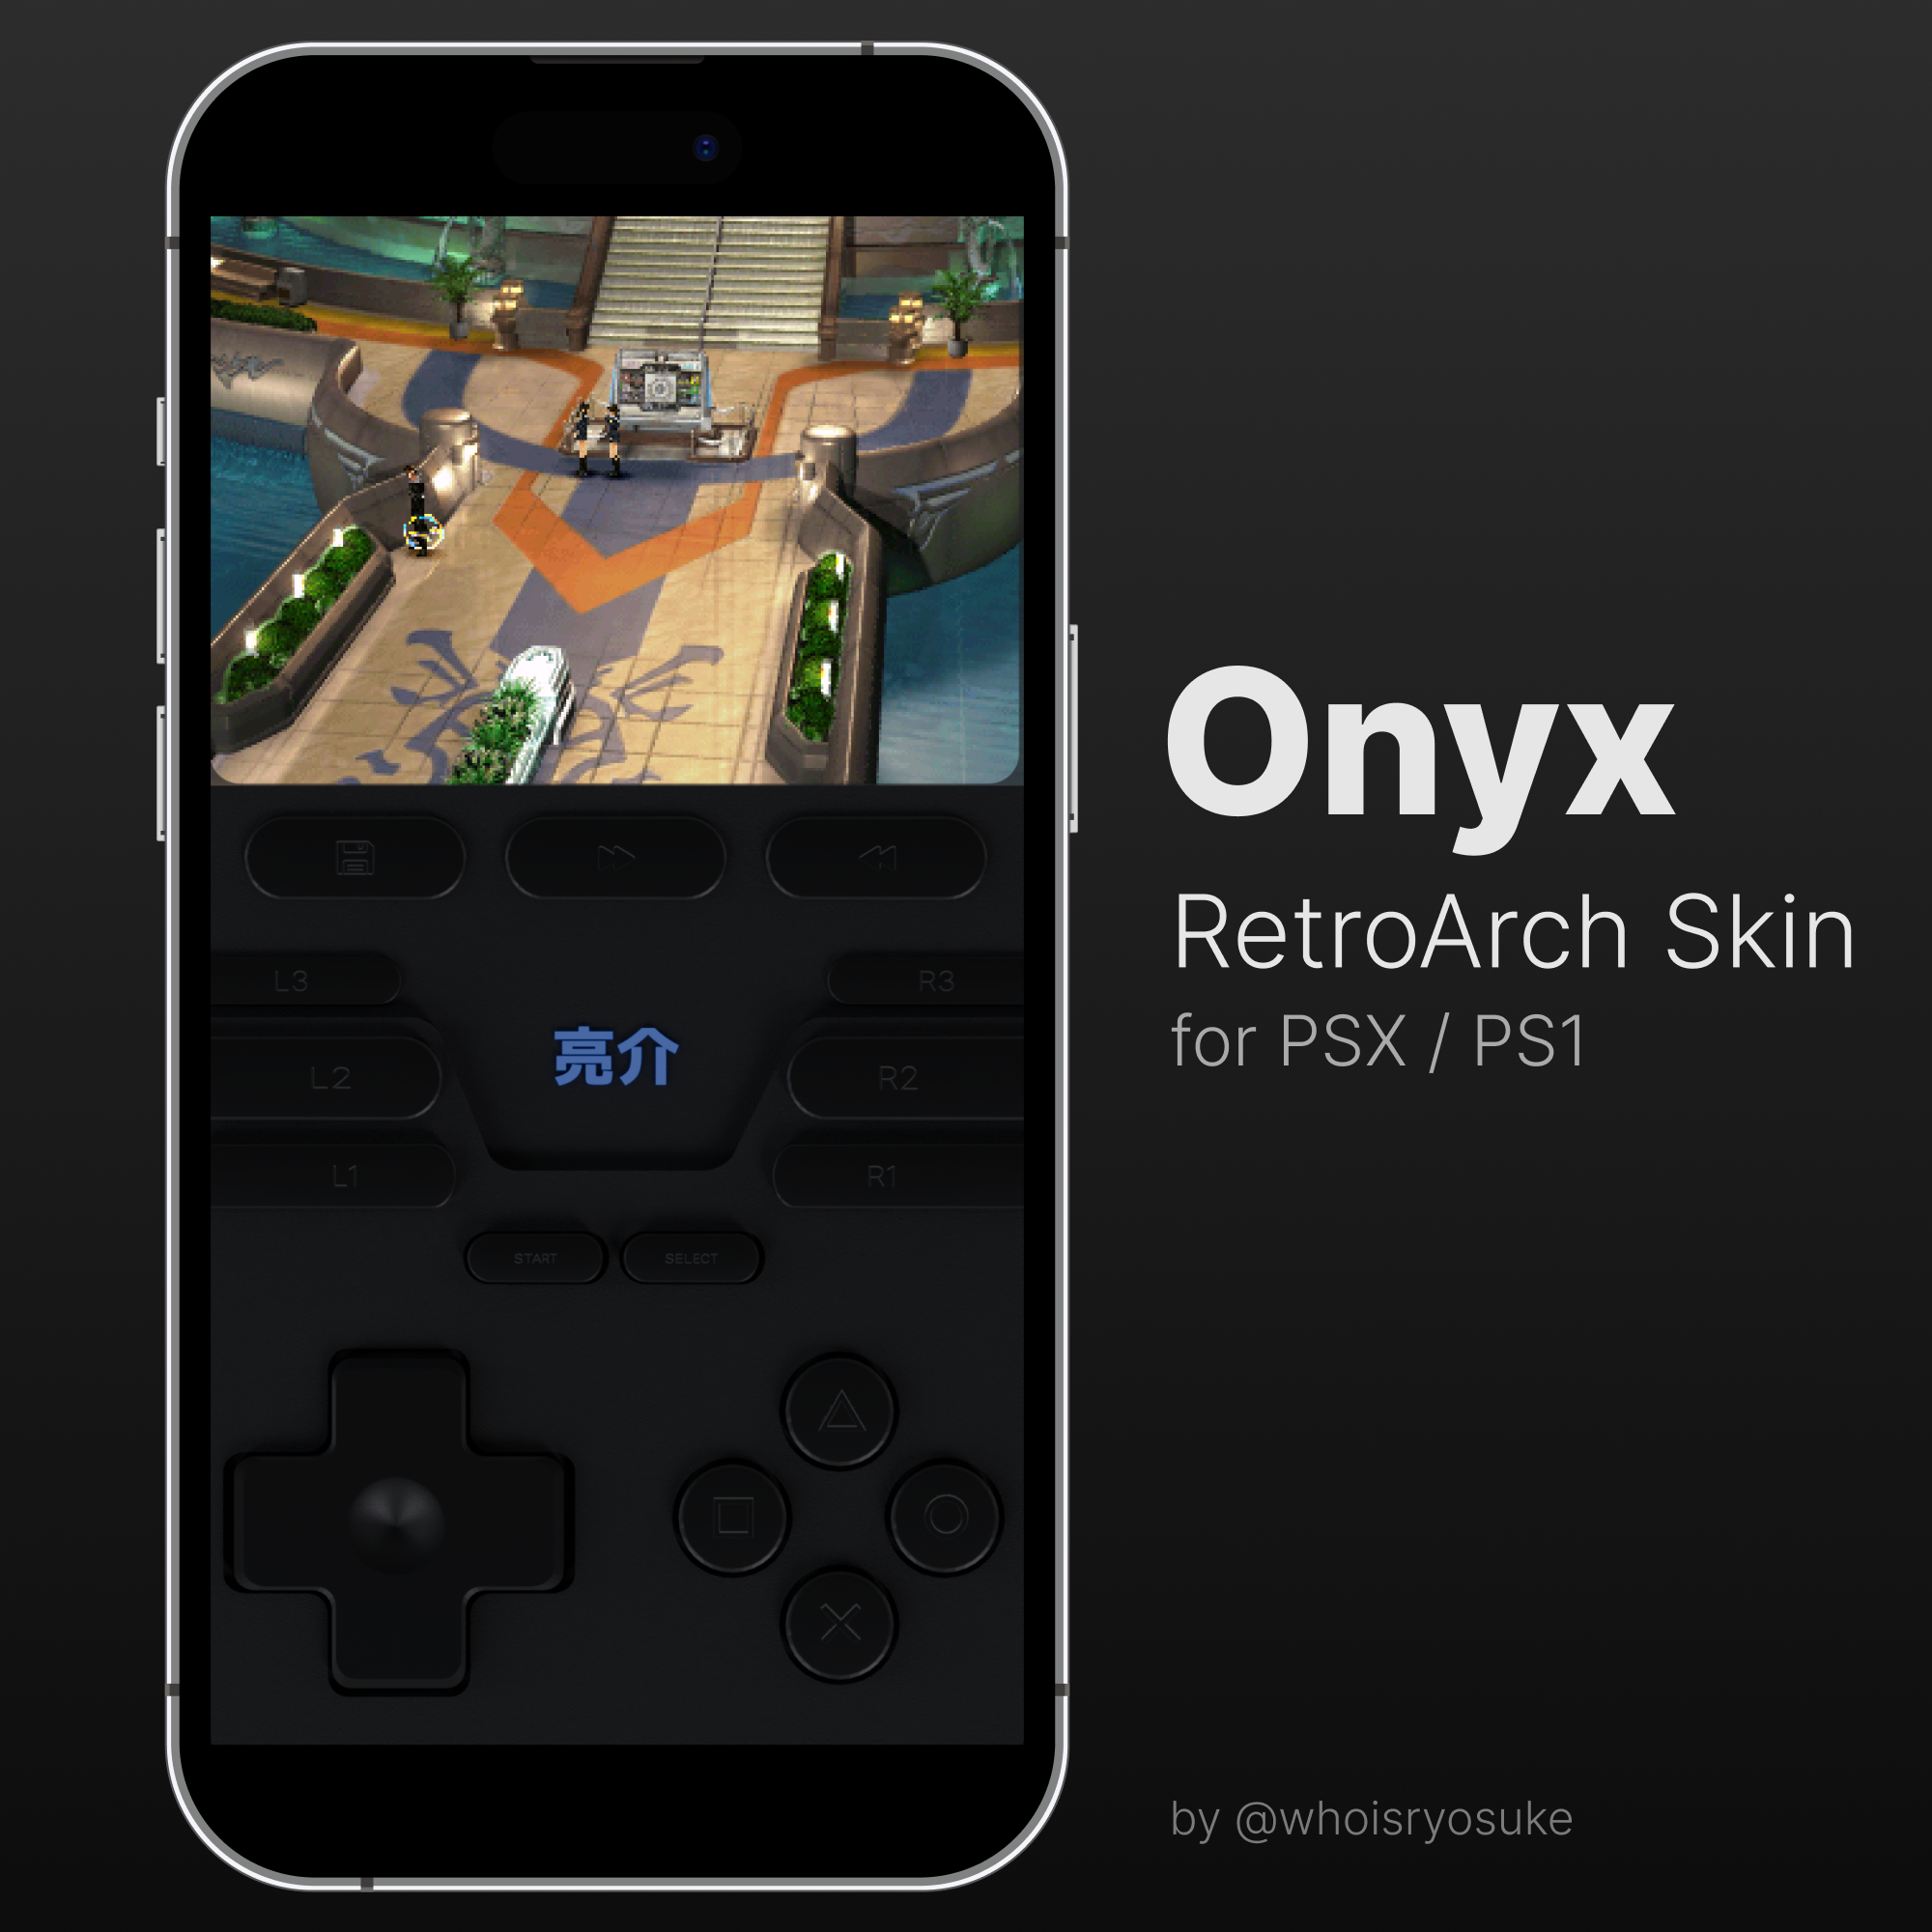 L3
R3
亮介
L2
R2
L1
R1
START
SELECT
Onyx
RetroArch Skin
for PSX / PS1
by @whoisryosuke